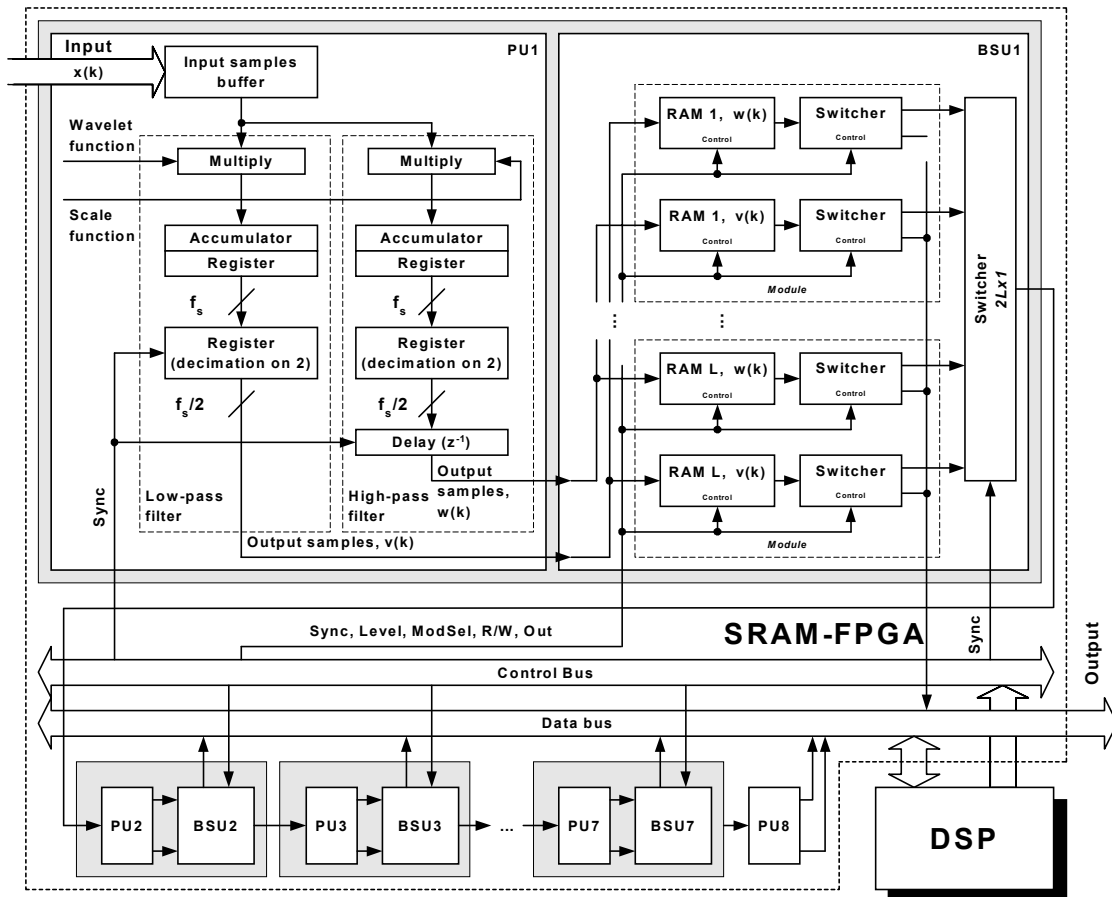 Input
x(k)
Input samples
buffer
PU1
Wavelet
function
Multiply
Multiply
Scale
function
Accumulator
Register
Accumulator
Register
fs
fs
Register
(decimation on 2)
Register
(decimation on 2)
fs/2
fs/2
Delay (z-1)
Low-pass
filter
High-pass
filter
Output
samples,
w(k)
Sync
Output samples, v(k)
BSU1
RAM 1, w(k)
Control
Switcher
Control
RAM 1, v(k)
Control
Switcher
Control
Module
...
...
...
RAM L, w(k)
Control
Switcher
Control
RAM L, v(k)
Control
Switcher
Control
Module
Switcher
2Lx1
Sync, Level, ModSel, R/W, Out
SRAM-FPGA
Sync
Output
Control Bus
Data bus
PU2
BSU2
PU3
BSU3
...
PU7
BSU7
PU8
DSP